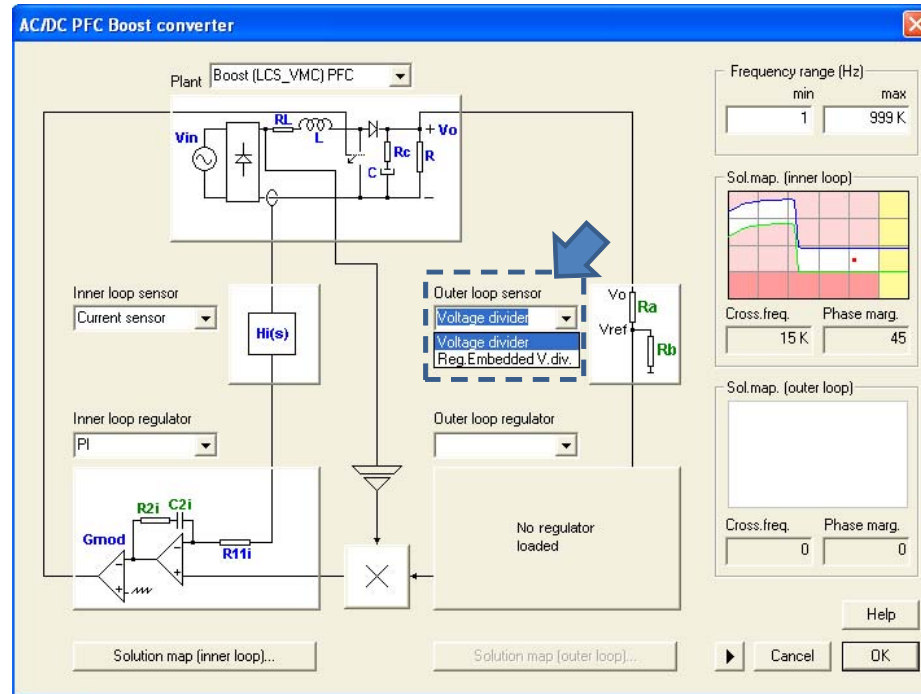 AC/DC PFC Boost converter
Plant Boost (LCS_VMC) PFC
Vin
RL
L
+ Vo
Rc
R
C
−
Frequency range (Hz)
min max
1 999 K
Sol.map. (inner loop)
Cross.freq. Phase marg.
15 K 45
Inner loop sensor
Current sensor
Hi(s)
Outer loop sensor
Voltage divider
Voltage divider
Reg.Embedded V.div.
Vo
Ra
Vref
Rb
Sol.map. (outer loop)
Cross.freq. Phase marg.
0 0
Inner loop regulator
PI
R2i C2i
Gmod
R11i
−
+
−
+
Outer loop regulator
No regulator
loaded
Solution map (inner loop)...
Solution map (outer loop)...
Help
Cancel
OK